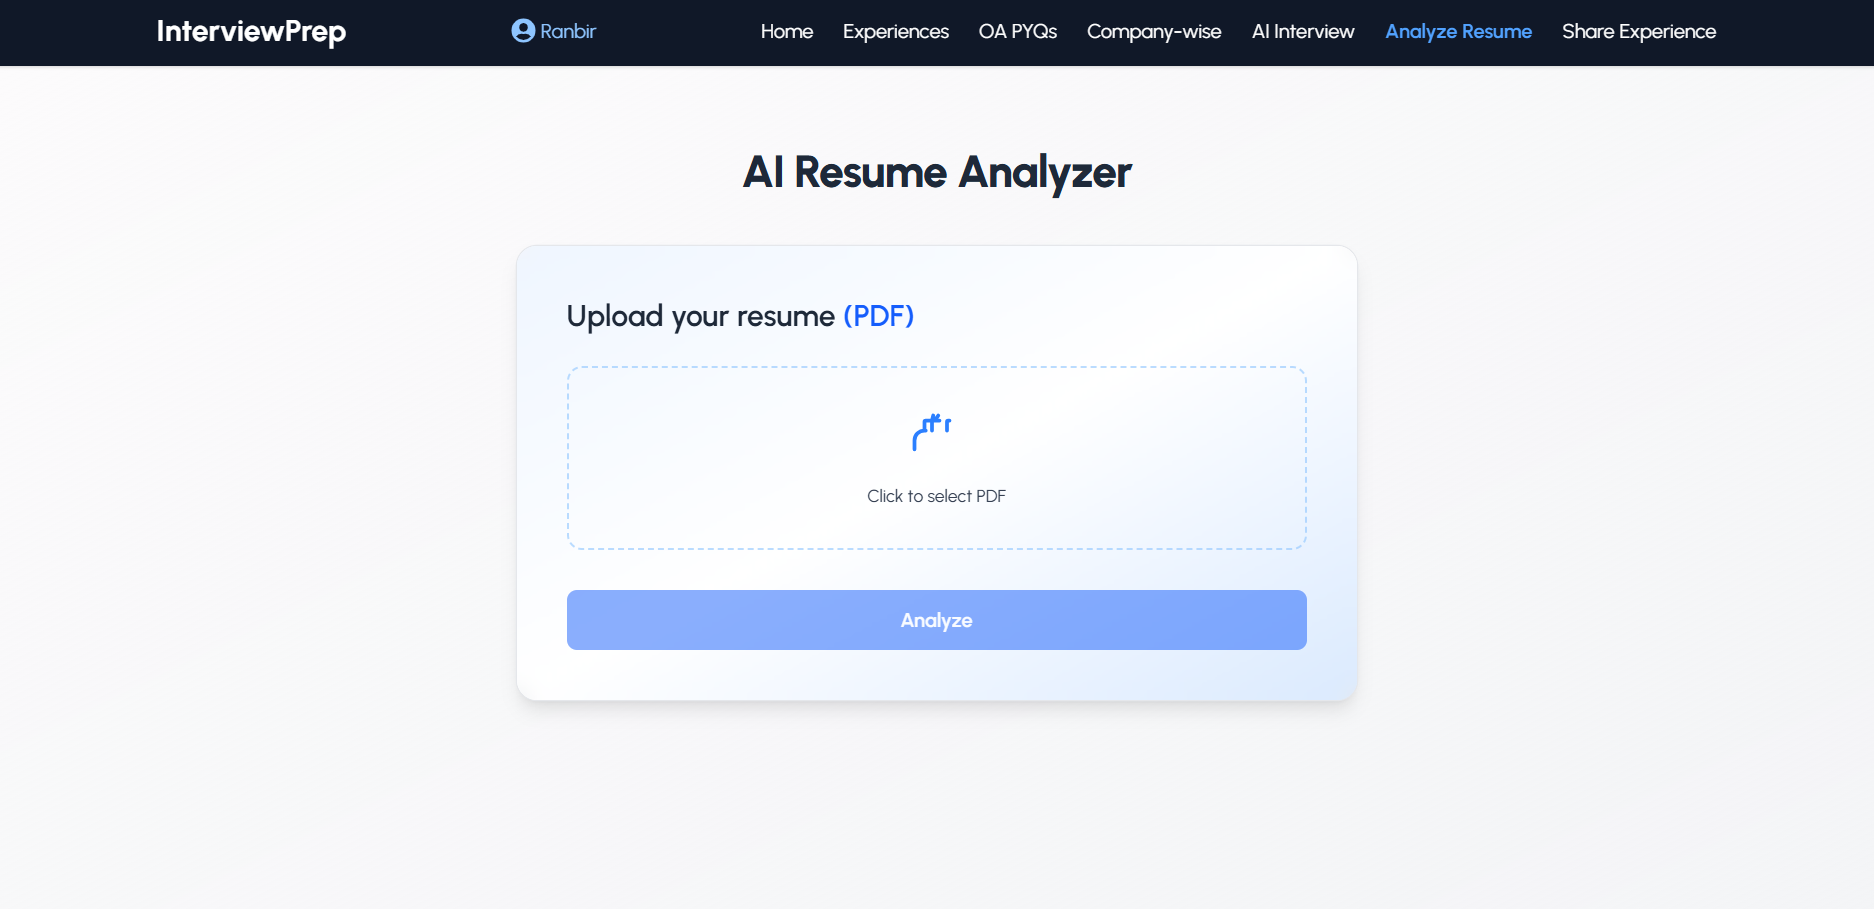 InterviewPrep
Ranbir
Home
Experiences
OA PYQs
Company-wise
AI Interview
Analyze Resume
Share Experience
AI Resume Analyzer
Upload your resume (PDF)
Click to select PDF
Analyze